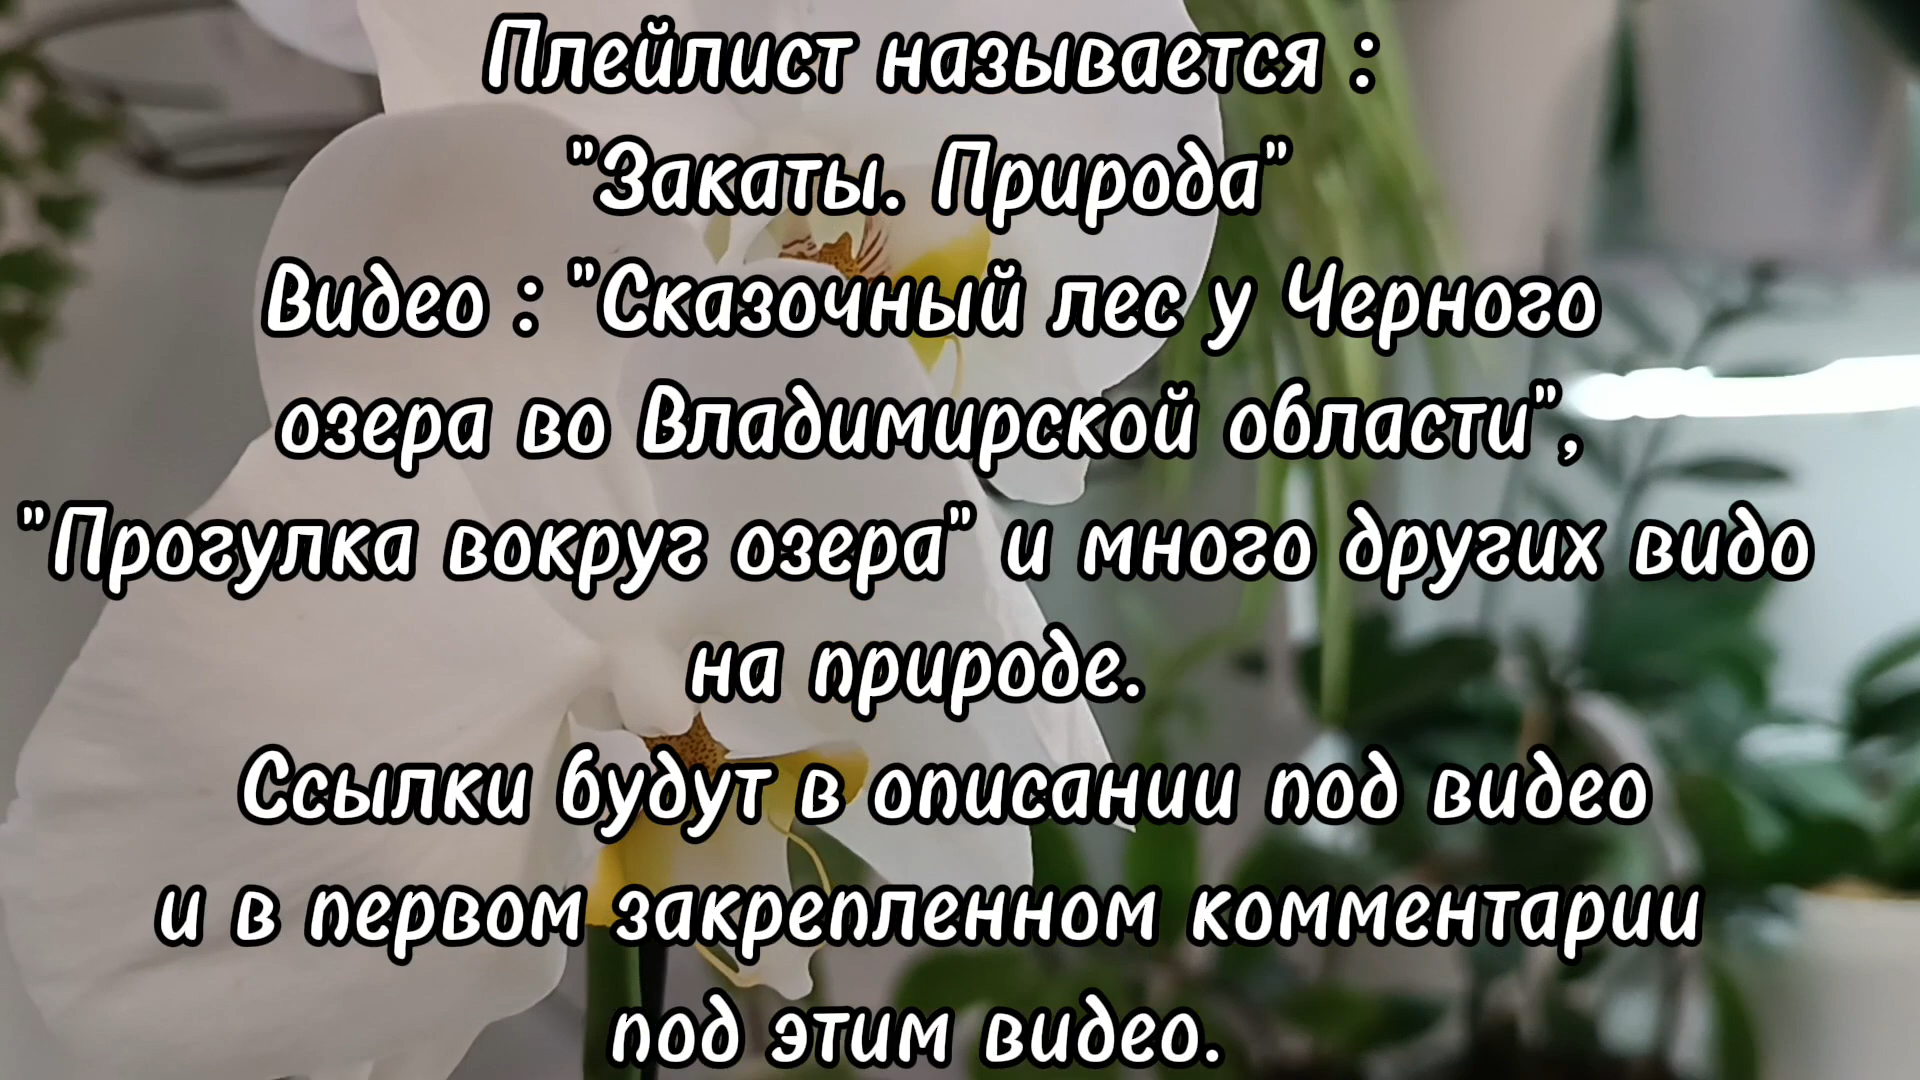 Плейлист называется :
"Закаты. Природа"
Видео : "Сказочный лес у Черного
озера во Владимирской области",
"Прогулка вокруг озера" и много других видо
на природе.
Ссылки будут в описании под видео
и в первом закрепленном комментарии
под этим видео.